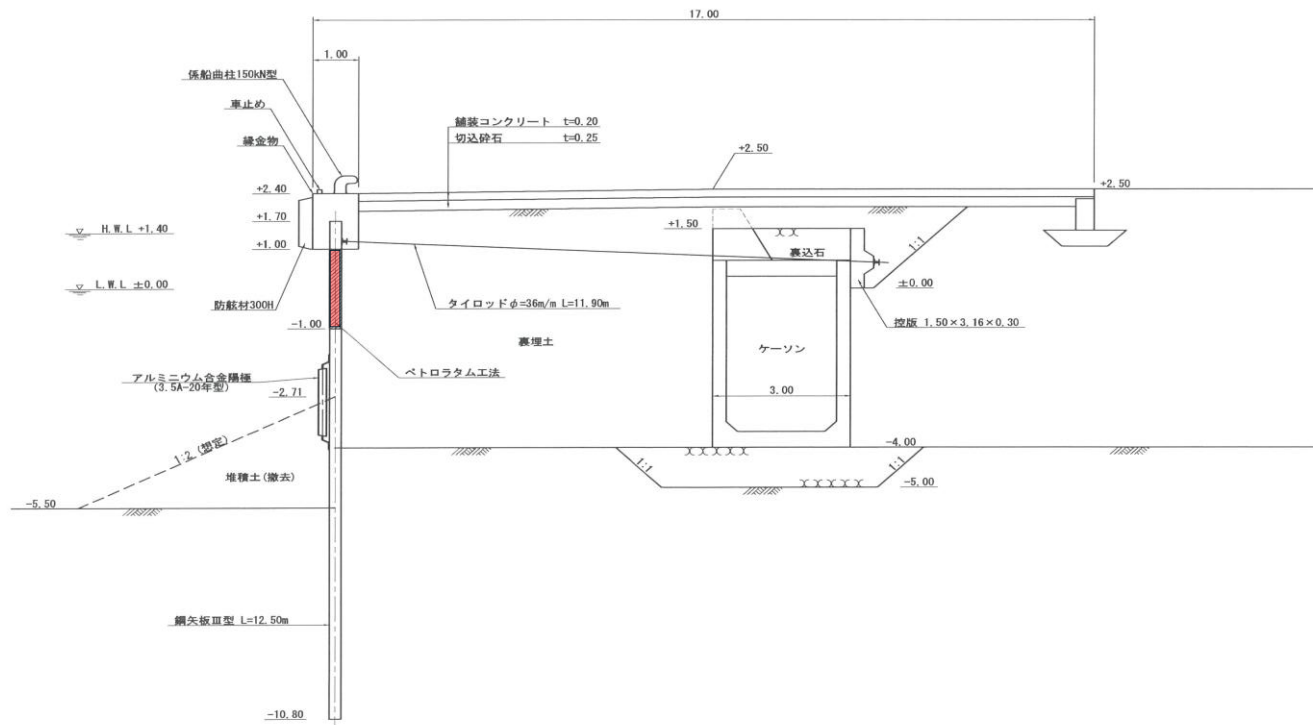 17.00
1.00
係船曲柱150kN型
車止め
縁金物
舗装コンクリート t=0.20
切込砕石 t=0.25
+2.50
+2.40
+2.50
+1.70
H.W.L +1.40
+1.50
+1.00
裏込石
1:1
L.W.L ±0.00
±0.00
防舷材300H
タイロッドφ=36m/m L=11.90m
控版 1.50×3.16×0.30
-1.00
裏埋土
ケーソン
ペトロラタム工法
アルミニウム合金陽極
(3.5A-20年型)
-2.71
3.00
1:2(想定)
-4.00
1:1
1:1
堆積土(撤去)
-5.00
-5.50
鋼矢板Ⅲ型 L=12.50m
-10.80